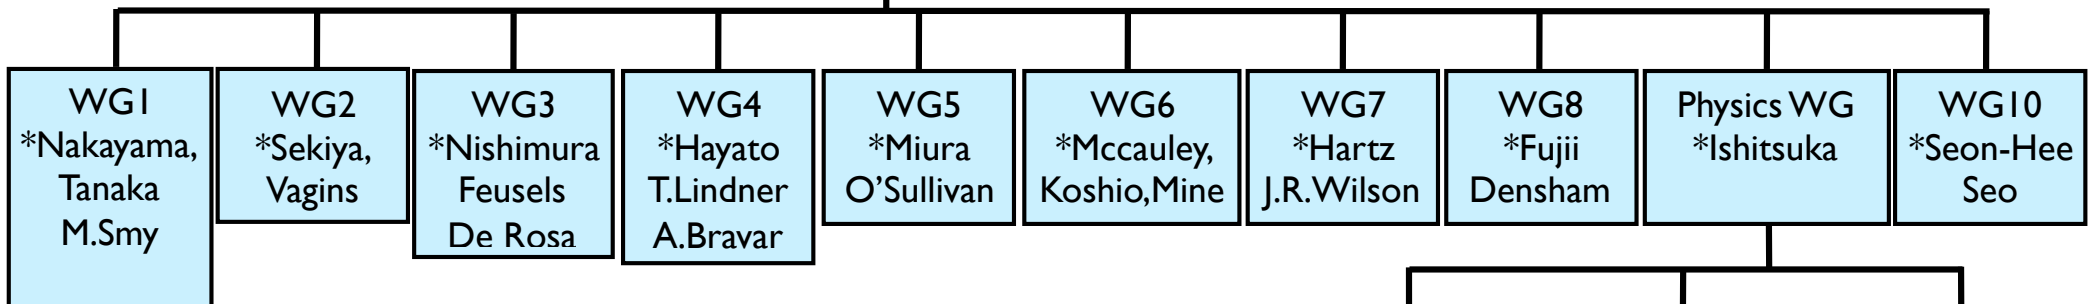 WG1
*Nakayama,
Tanaka
M.Smy
WG2
*Sekiya,
Vagins
WG3
*Nishimura
Feusels
De Rosa
WG4
*Hayato
T.Lindner
A.Bravar
WG5
*Miura
O’Sullivan
WG6
*Mccauley,
Koshio,Mine
WG7
*Hartz
J.R.Wilson
WG8
*Fujii
Densham
Physics WG
*Ishitsuka
WG10
*Seon-Hee
Seo